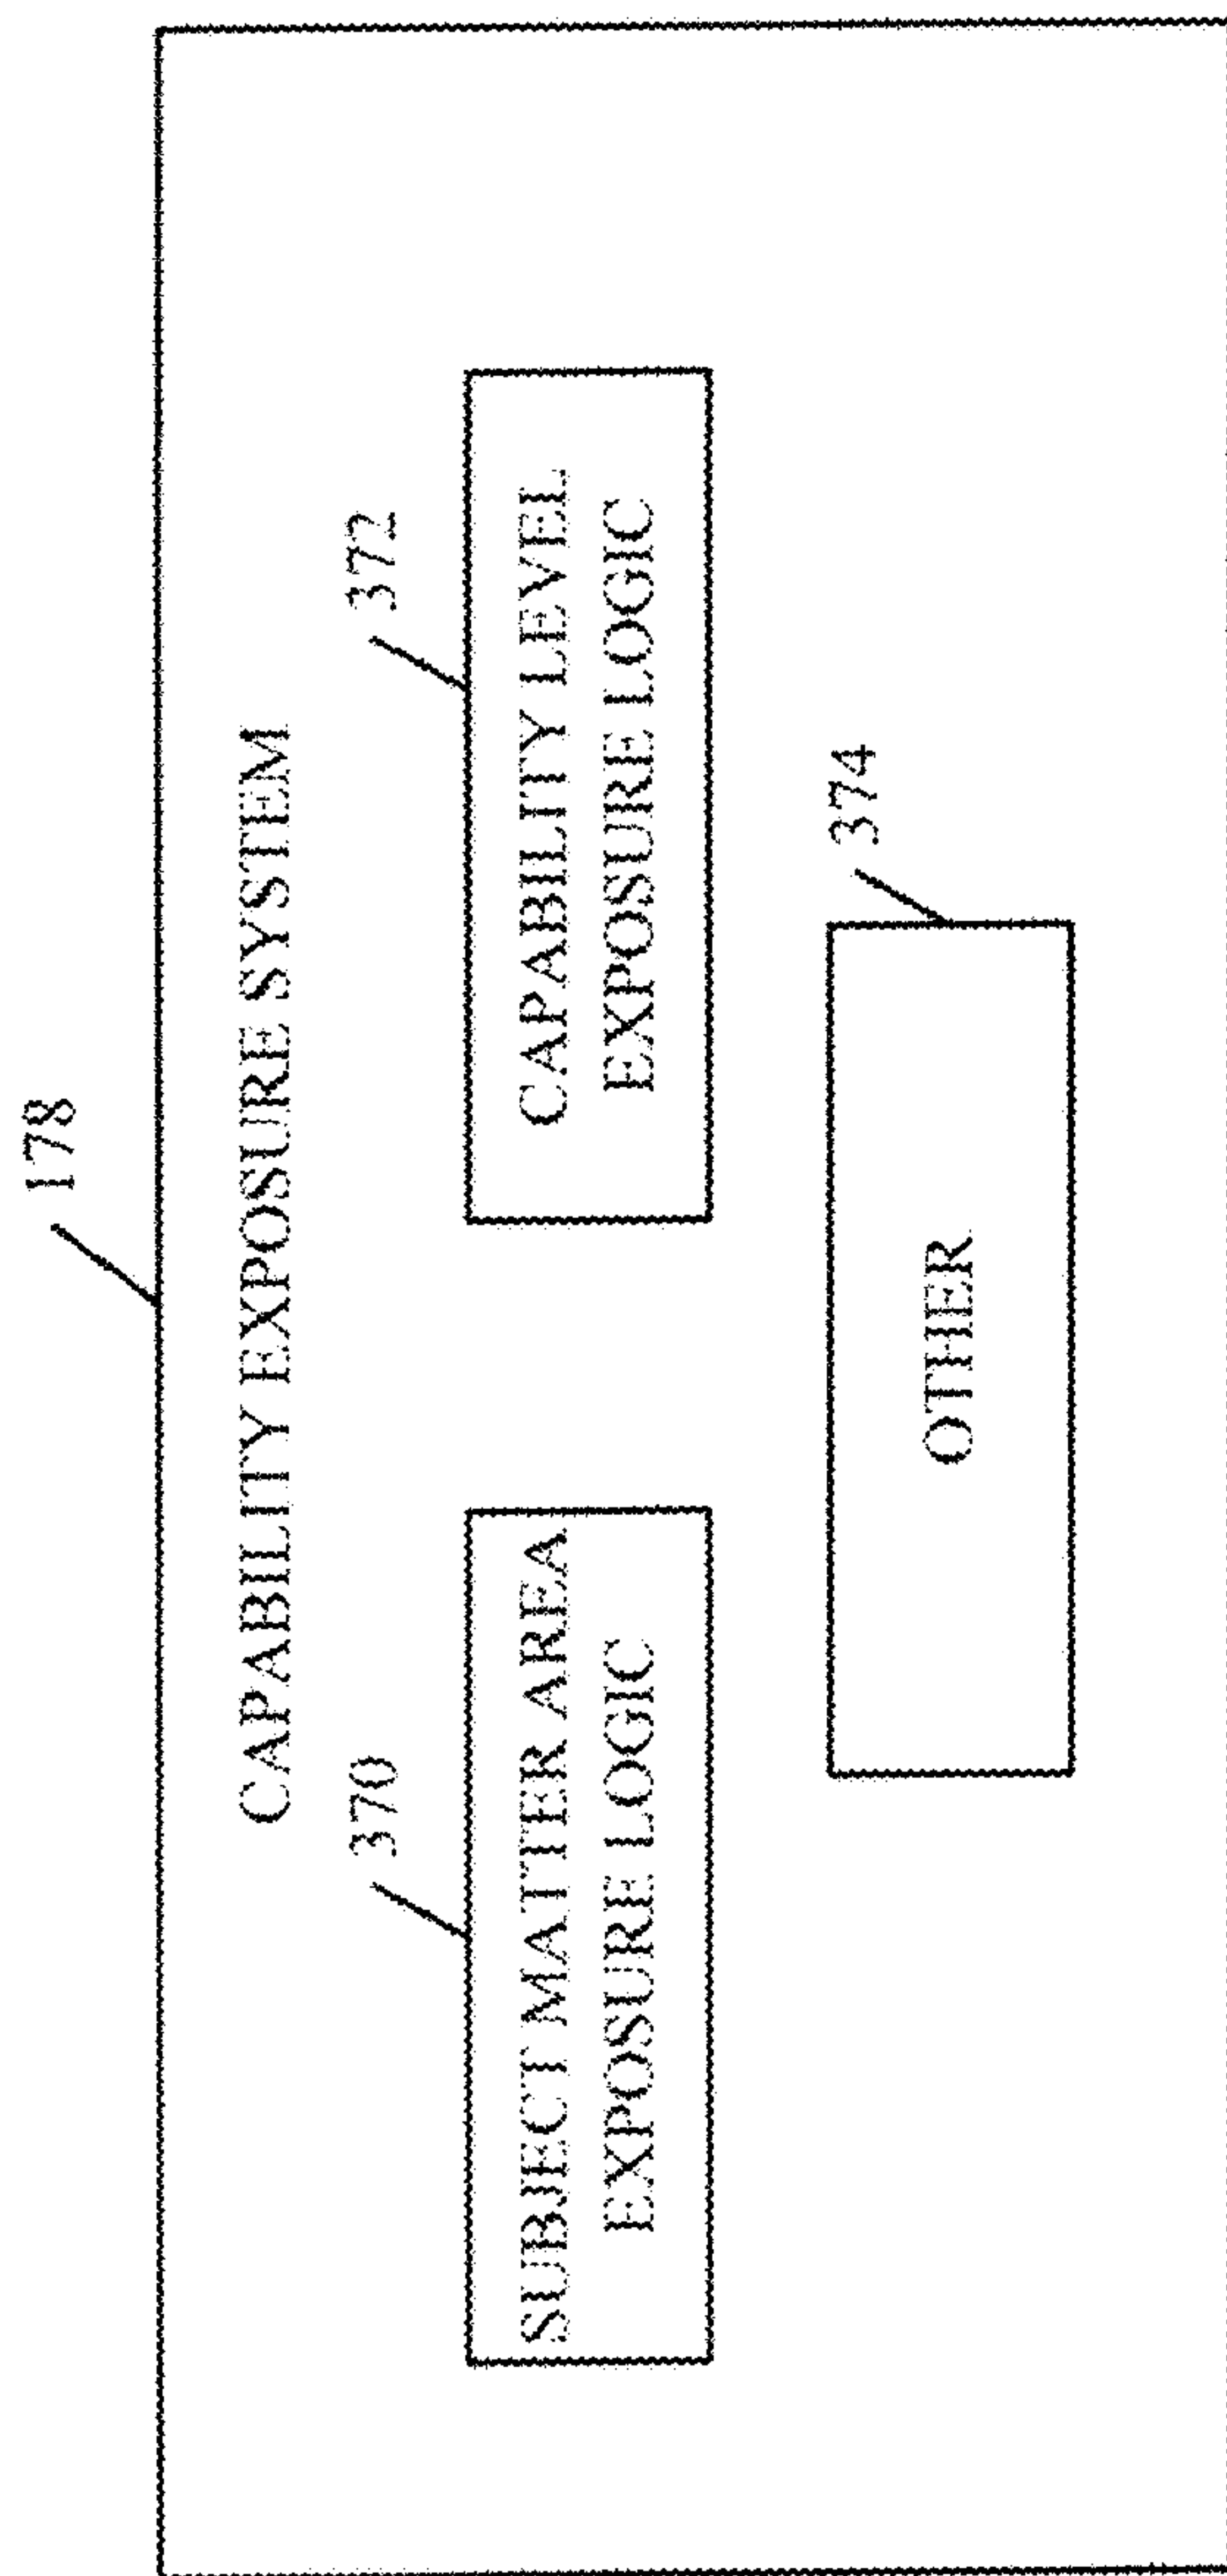 178
CAPABILITY EXPOSURE SYSTEM
370
372
SUBJECT MATTER AREA
EXPOSURE LOGIC
CAPABILITY LEVEL
EXPOSURE LOGIC
374
OTHER